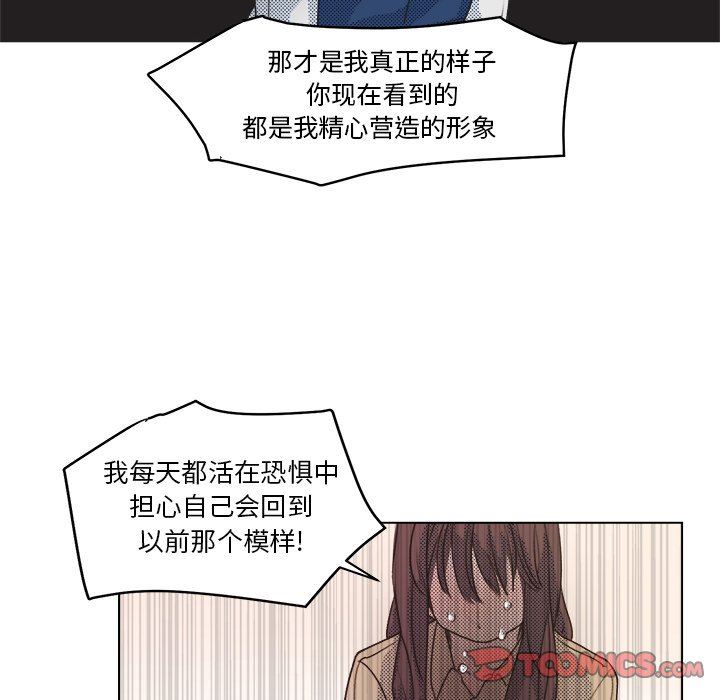 那才是我真正的样子
你现在看到的
都是我精心营造的形象
我每天都活在恐惧中
担心自己会回到
以前那个模样!
TOOMICS.COM